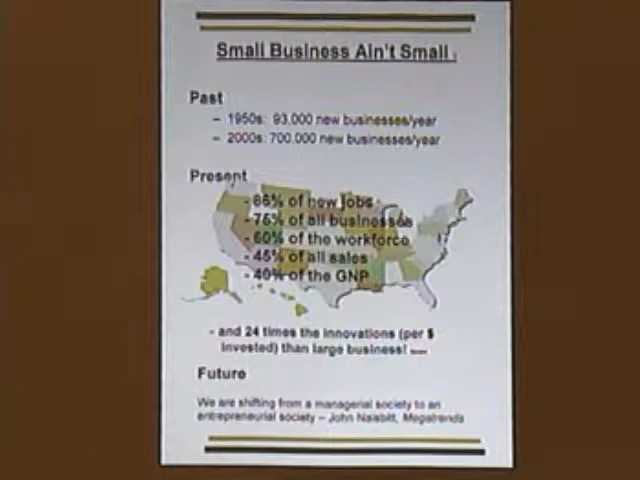 Small Business Ain't Small
Past
– 1950s: 93,000 new businesses/year
– 2000s: 700,000 new businesses/year
Present
- 86% of new jobs
- 75% of all businesses
- 60% of the workforce
- 45% of all sales
- 40% of the GNP
- and 24 times the innovations (per $
invested) than large business!
Future
We are shifting from a managerial society to an
entrepreneurial society – John Naisbitt, Megatrends